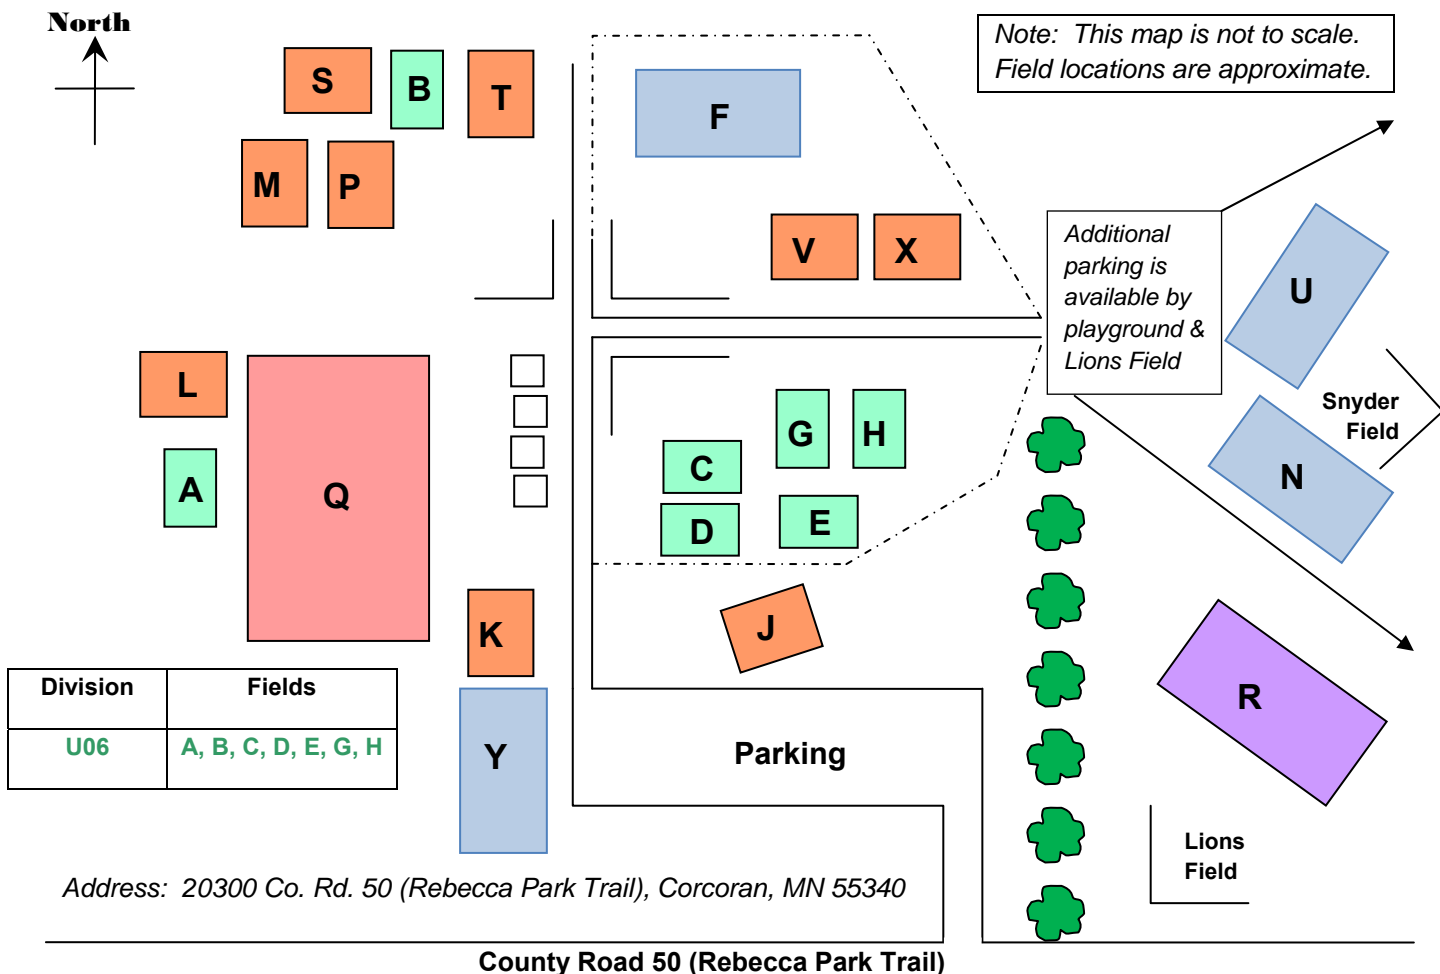 North
Note: This map is not to scale.
Field locations are approximate.
S
B
T
F
M
P
V
X
Additional
parking is
available by
playground &
Lions Field
U
L
Snyder
Field
G
H
C
A
Q
N
D
E
K
J
Division Fields
U06 A, B, C, D, E, G, H
R
Y
Parking
Lions
Field
Address: 20300 Co. Rd. 50 (Rebecca Park Trail), Corcoran, MN 55340
County Road 50 (Rebecca Park Trail)